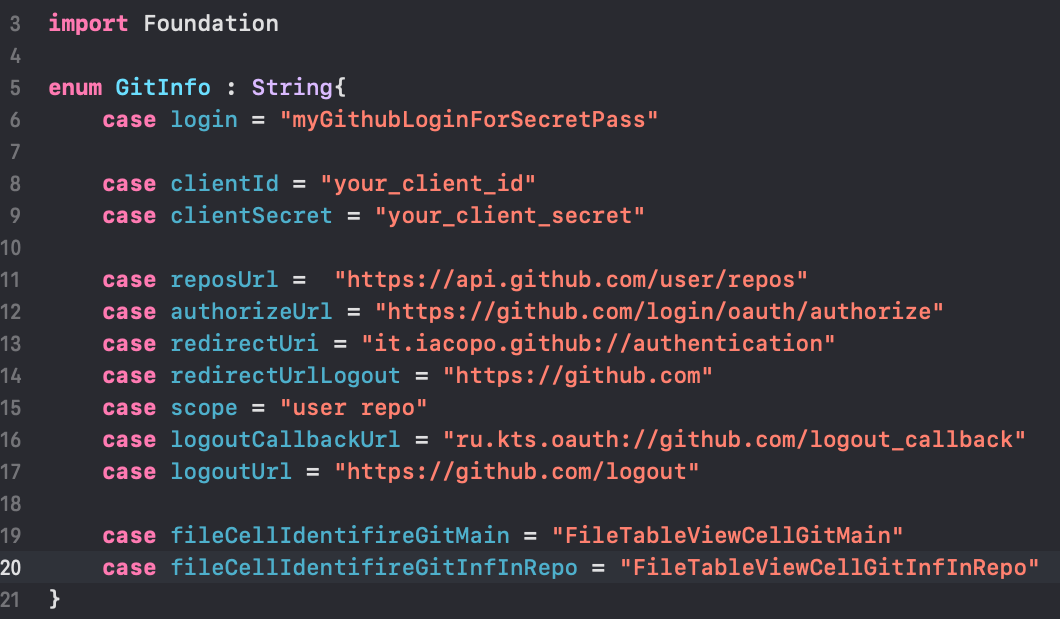 3 import Foundation
4
5 enum GitInfo : String{
6     case login = "myGithubLoginForSecretPass"
7
8     case clientId = "your_client_id"
9     case clientSecret = "your_client_secret"
10
11     case reposUrl =  "https://api.github.com/user/repos"
12     case authorizeUrl = "https://github.com/login/oauth/authorize"
13     case redirectUri = "it.iacopo.github://authentication"
14     case redirectUrlLogout = "https://github.com"
15     case scope = "user repo"
16     case logoutCallbackUrl = "ru.kts.oauth://github.com/logout_callback"
17     case logoutUrl = "https://github.com/logout"
18
19     case fileCellIdentifireGitMain = "FileTableViewCellGitMain"
20     case fileCellIdentifireGitInfInRepo = "FileTableViewCellGitInfInRepo"
21 }